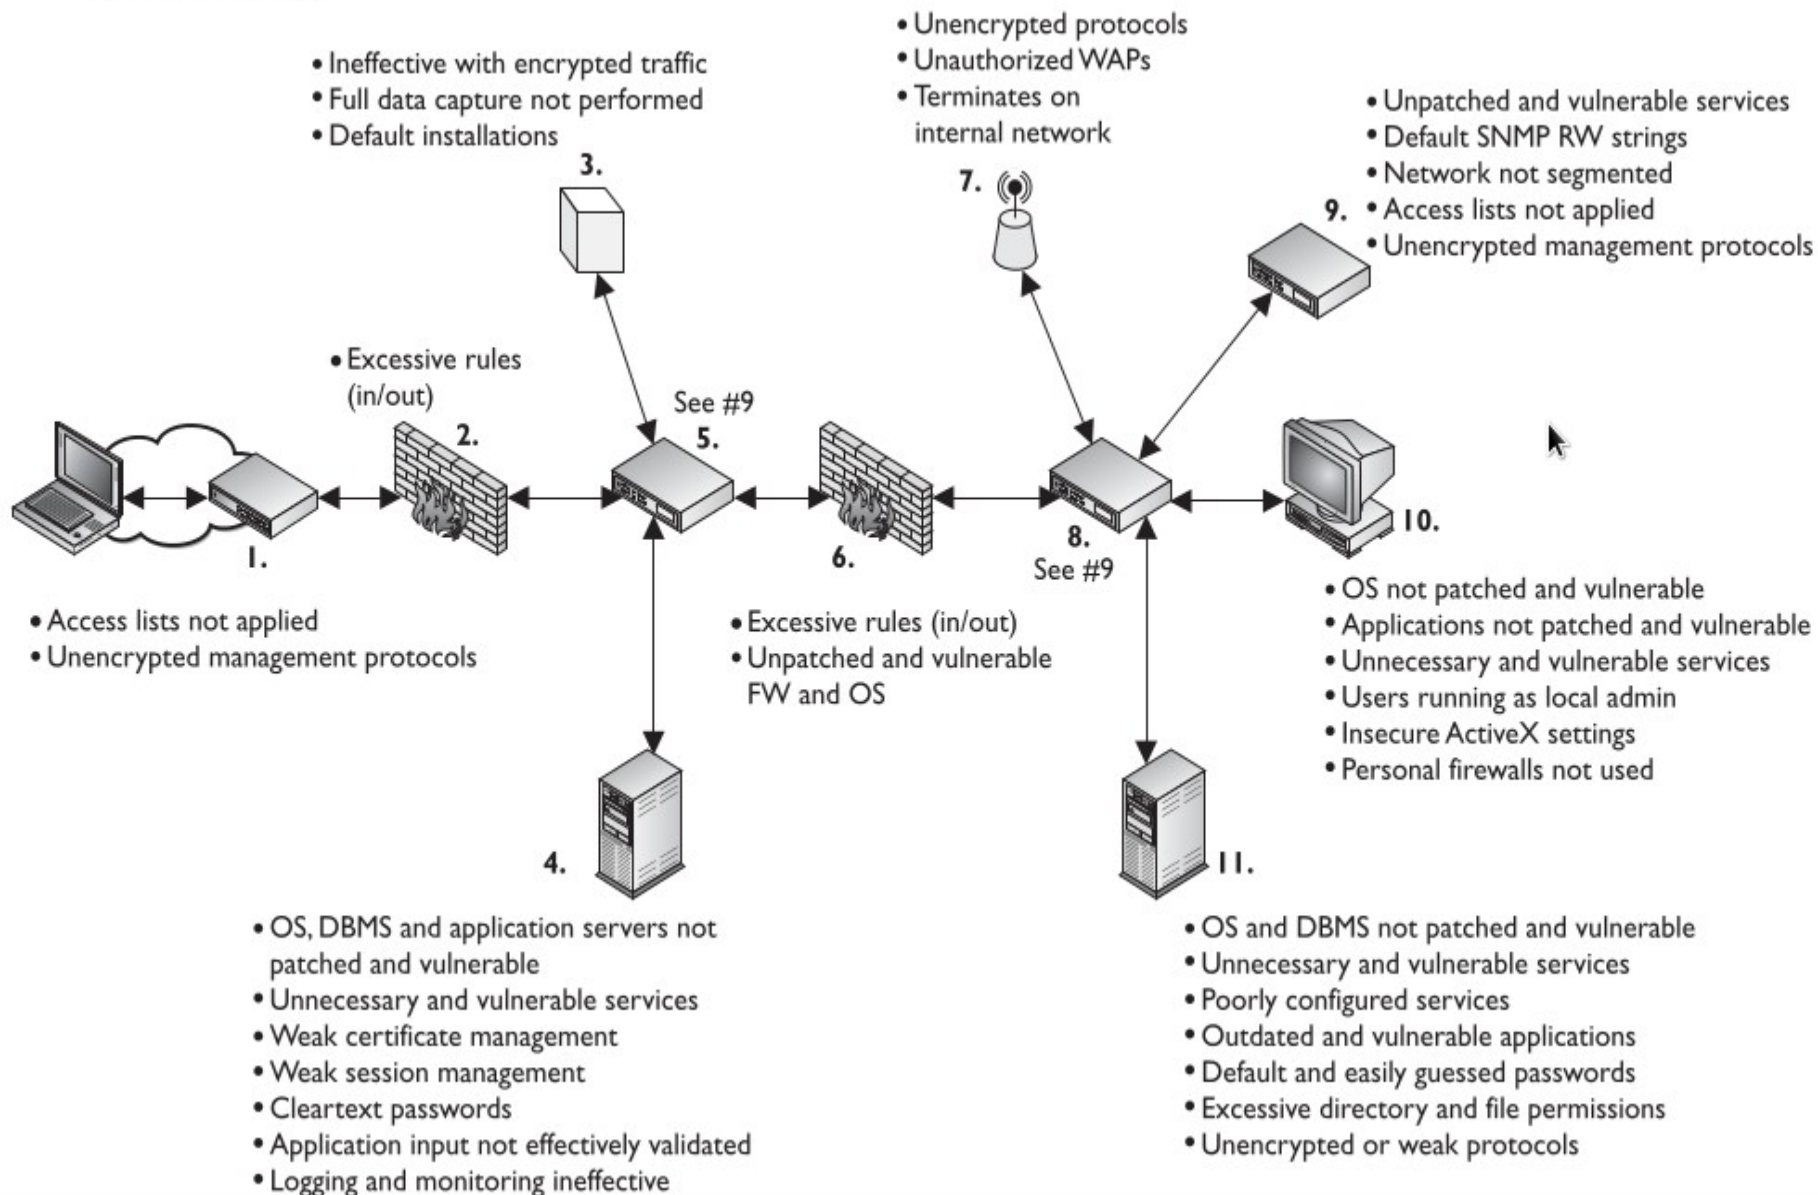 • Ineffective with encrypted traffic
• Full data capture not performed
• Default installations
3.
• Unencrypted protocols
• Unauthorized WAPs
• Terminates on
internal network
7.
• Unpatched and vulnerable services
• Default SNMP RW strings
• Network not segmented
9.
• Access lists not applied
• Unencrypted management protocols
• Excessive rules
(in/out)
2.
See #9
5.
1.
• Access lists not applied
• Unencrypted management protocols
6.
• Excessive rules (in/out)
• Unpatched and vulnerable
FW and OS
8.
See #9
10.
• OS not patched and vulnerable
• Applications not patched and vulnerable
• Unnecessary and vulnerable services
• Users running as local admin
• Insecure ActiveX settings
• Personal firewalls not used
4.
• OS, DBMS and application servers not
patched and vulnerable
• Unnecessary and vulnerable services
• Weak certificate management
• Weak session management
• Cleartext passwords
• Application input not effectively validated
• Logging and monitoring ineffective
11.
• OS and DBMS not patched and vulnerable
• Unnecessary and vulnerable services
• Poorly configured services
• Outdated and vulnerable applications
• Default and easily guessed passwords
• Excessive directory and file permissions
• Unencrypted or weak protocols